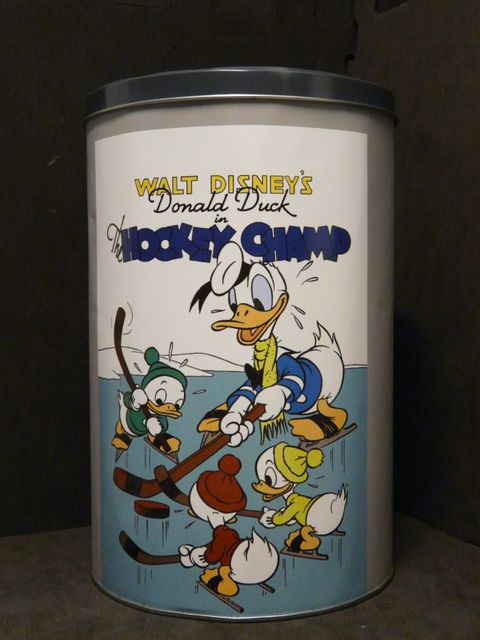 WALT DISNEY'S
Donald Duck
in
The HOCKEY CHAMP